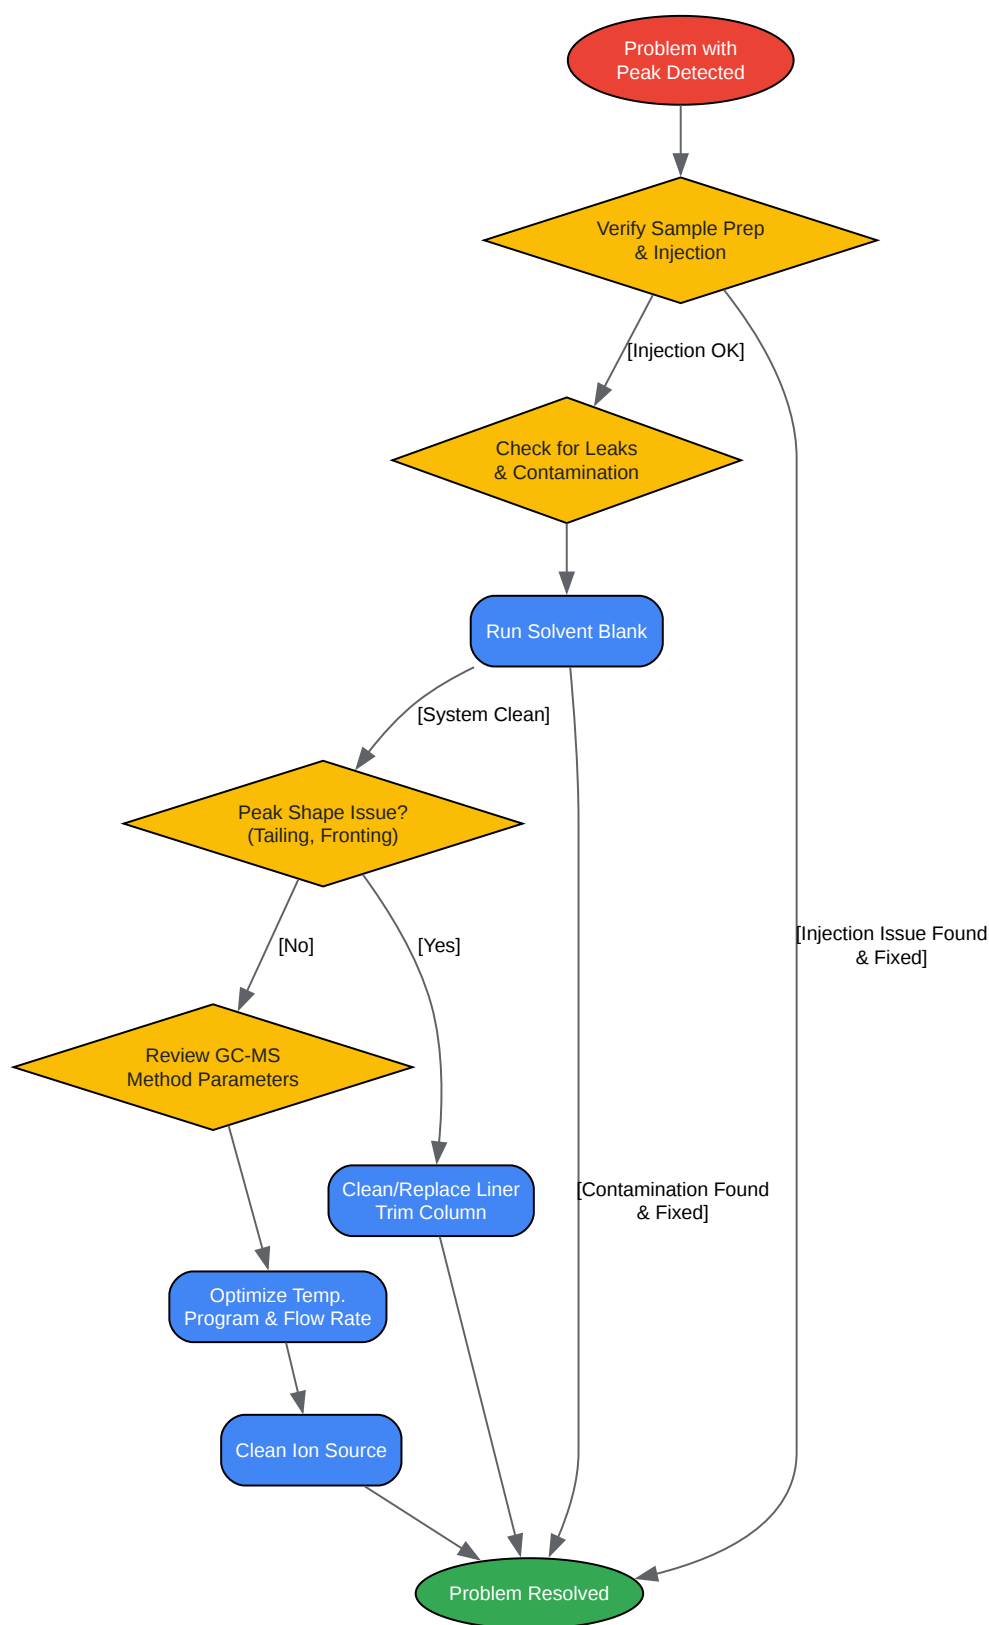 Problem with
Peak Detected
Verify Sample Prep
& Injection
[Injection OK]
Check for Leaks
& Contamination
Run Solvent Blank
[System Clean]
Peak Shape Issue?
(Tailing, Fronting)
[No]
[Yes]
[Injection Issue Found
& Fixed]
Review GC-MS
Method Parameters
Clean/Replace Liner
Trim Column
[Contamination Found
& Fixed]
Optimize Temp.
Program & Flow Rate
Clean Ion Source
Problem Resolved